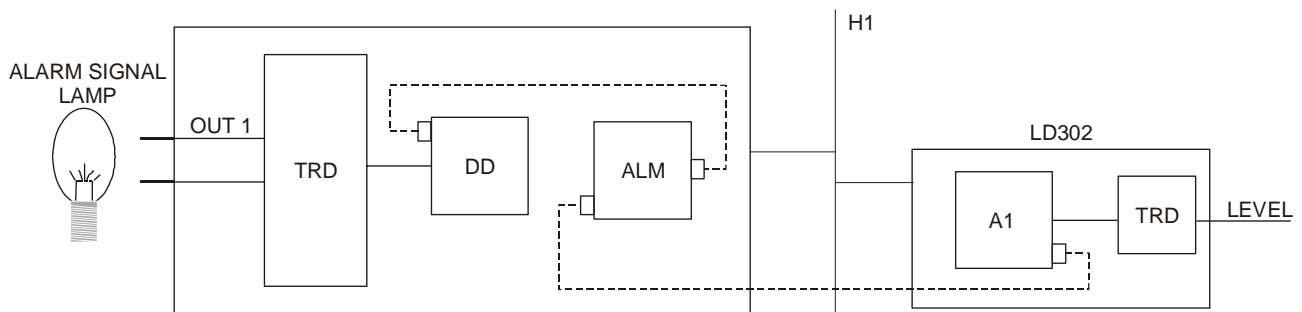 ALARM SIGNAL
LAMP
OUT 1
TRD
DD
ALM
H1
LD302
A1
TRD
LEVEL